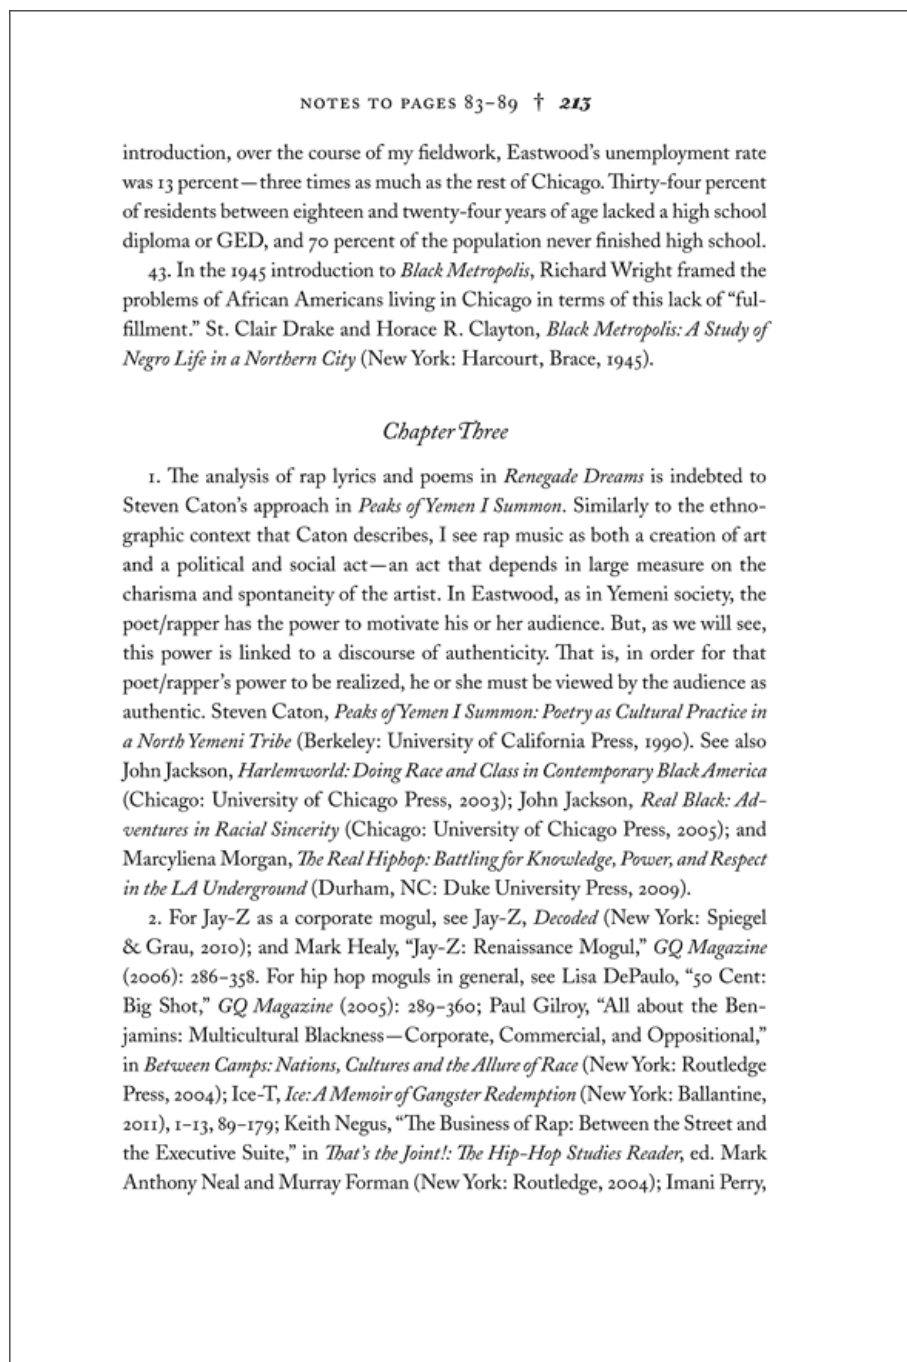 NOTES TO PAGES 83–89 † 213
introduction, over the course of my fieldwork, Eastwood’s unemployment rate
was 13 percent—three times as much as the rest of Chicago. Thirty-four percent
of residents between eighteen and twenty-four years of age lacked a high school
diploma or GED, and 70 percent of the population never finished high school.
43. In the 1945 introduction to Black Metropolis, Richard Wright framed the
problems of African Americans living in Chicago in terms of this lack of “ful-
fillment.” St. Clair Drake and Horace R. Clayton, Black Metropolis: A Study of
Negro Life in a Northern City (New York: Harcourt, Brace, 1945).
Chapter Three
1. The analysis of rap lyrics and poems in Renegade Dreams is indebted to
Steven Caton’s approach in Peaks of Yemen I Summon. Similarly to the ethno-
graphic context that Caton describes, I see rap music as both a creation of art
and a political and social act—an act that depends in large measure on the
charisma and spontaneity of the artist. In Eastwood, as in Yemeni society, the
poet/rapper has the power to motivate his or her audience. But, as we will see,
this power is linked to a discourse of authenticity. That is, in order for that
poet/rapper’s power to be realized, he or she must be viewed by the audience as
authentic. Steven Caton, Peaks of Yemen I Summon: Poetry as Cultural Practice in
a North Yemeni Tribe (Berkeley: University of California Press, 1990). See also
John Jackson, Harlemworld: Doing Race and Class in Contemporary Black America
(Chicago: University of Chicago Press, 2003); John Jackson, Real Black: Ad-
ventures in Racial Sincerity (Chicago: University of Chicago Press, 2005); and
Marcyliena Morgan, The Real Hiphop: Battling for Knowledge, Power, and Respect
in the LA Underground (Durham, NC: Duke University Press, 2009).
2. For Jay-Z as a corporate mogul, see Jay-Z, Decoded (New York: Spiegel
& Grau, 2010); and Mark Healy, “Jay-Z: Renaissance Mogul,” GQ Magazine
(2006): 286–358. For hip hop moguls in general, see Lisa DePaulo, “50 Cent:
Big Shot,” GQ Magazine (2005): 289–360; Paul Gilroy, “All about the Ben-
jamins: Multicultural Blackness—Corporate, Commercial, and Oppositional,”
in Between Camps: Nations, Cultures and the Allure of Race (New York: Routledge
Press, 2004); Ice-T, Ice: A Memoir of Gangster Redemption (New York: Ballantine,
2011), 1–13, 89–179; Keith Negus, “The Business of Rap: Between the Street and
the Executive Suite,” in That’s the Joint!: The Hip-Hop Studies Reader, ed. Mark
Anthony Neal and Murray Forman (New York: Routledge, 2004); Imani Perry,